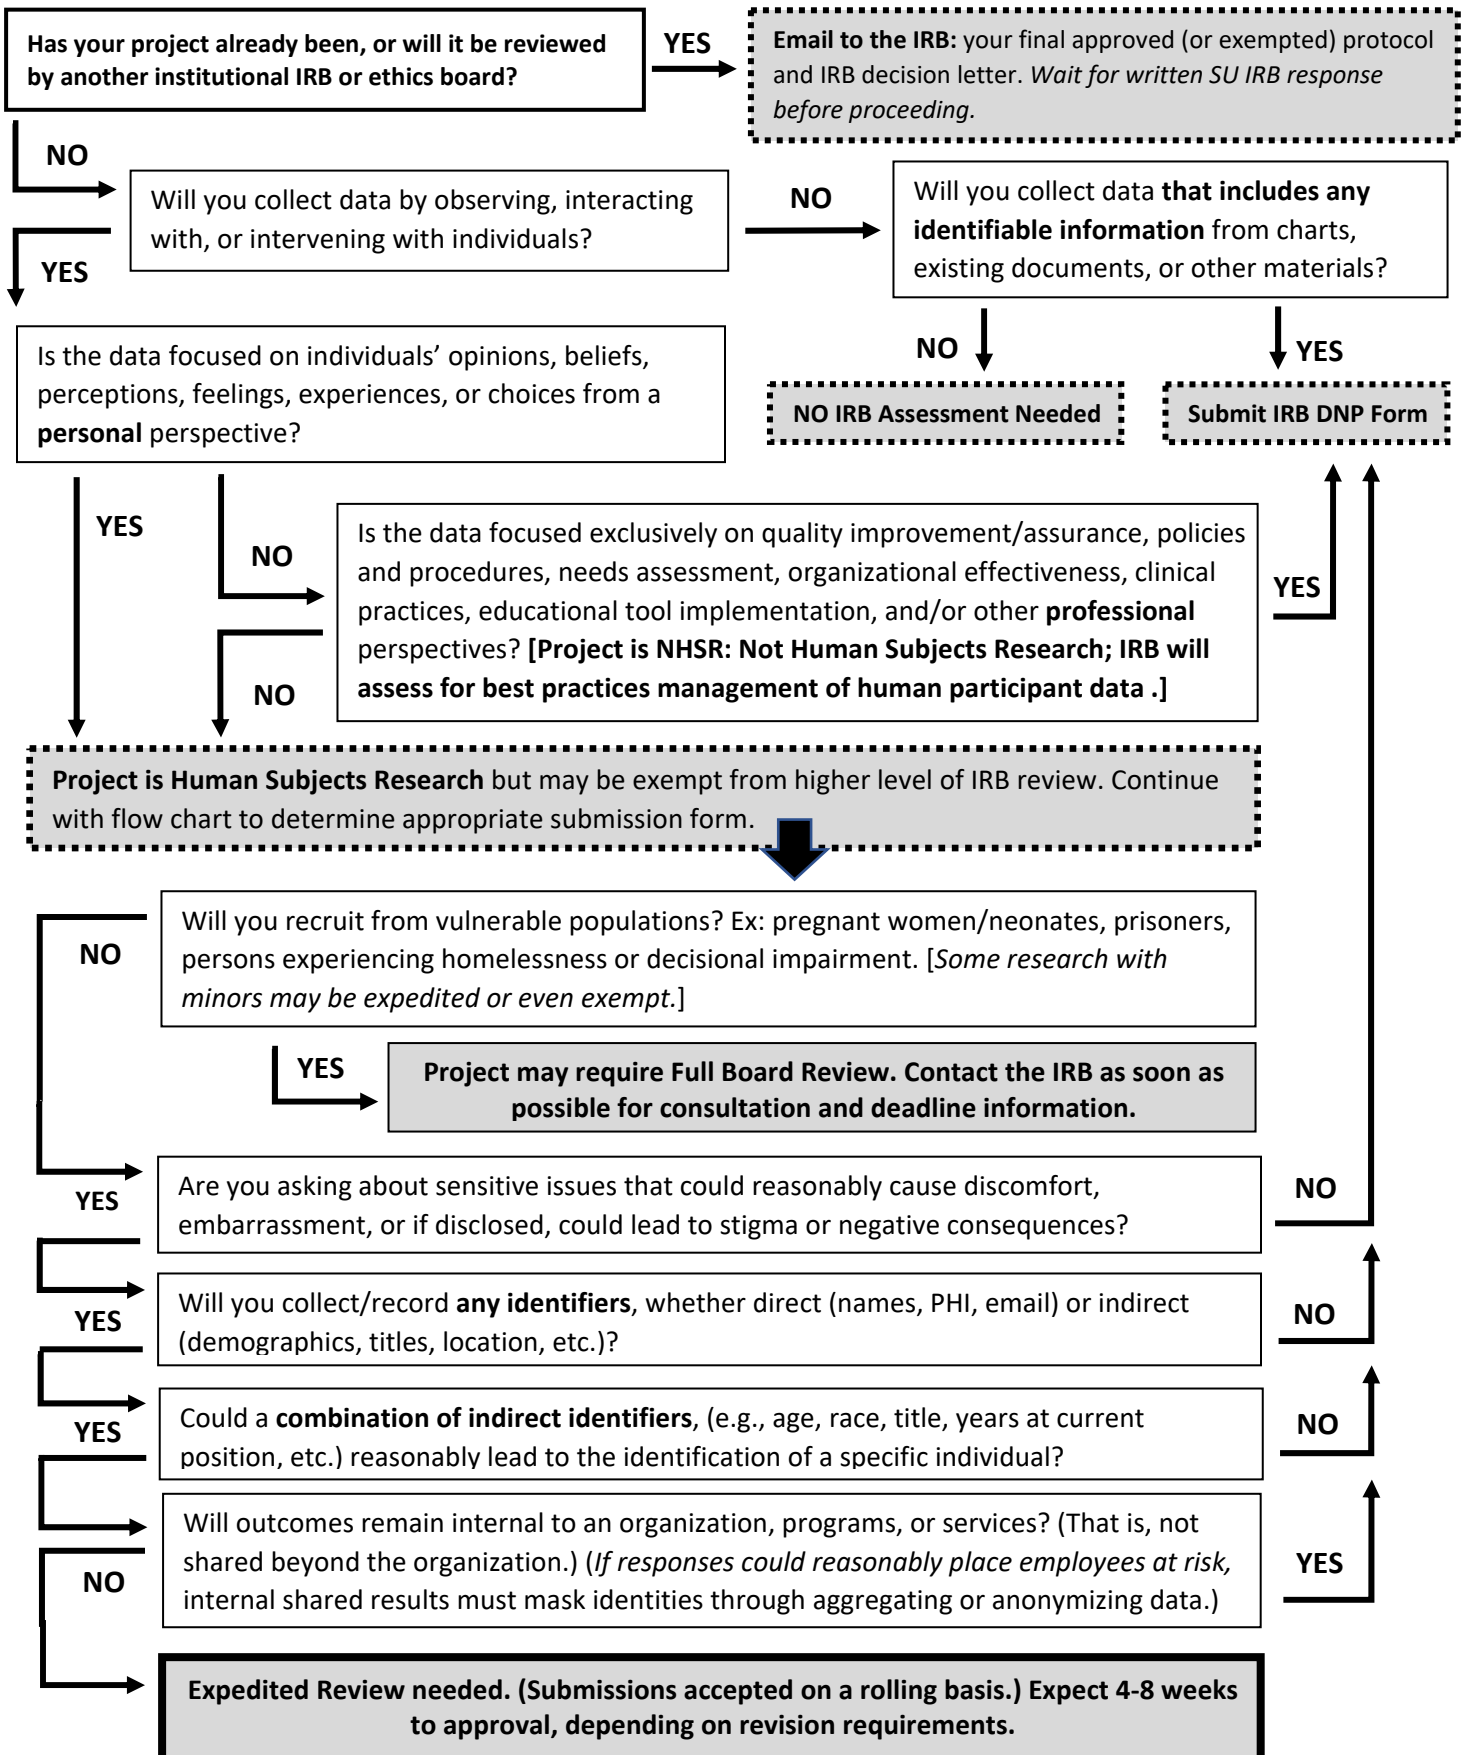 Has your project already been, or will it be reviewed
by another institutional IRB or ethics board?
YES
Email to the IRB: your final approved (or exempted) protocol
and IRB decision letter. Wait for written SU IRB response
before proceeding.
NO
Will you collect data by observing, interacting
with, or intervening with individuals?
NO
Will you collect data that includes any
identifiable information from charts,
existing documents, or other materials?
YES
Is the data focused on individuals’ opinions, beliefs,
perceptions, feelings, experiences, or choices from a
personal perspective?
NO
YES
NO IRB Assessment Needed
Submit IRB DNP Form
YES
NO
Is the data focused exclusively on quality improvement/assurance, policies
and procedures, needs assessment, organizational effectiveness, clinical
practices, educational tool implementation, and/or other professional
perspectives? [Project is NHSR: Not Human Subjects Research; IRB will
assess for best practices management of human participant data .]
YES
NO
Project is Human Subjects Research but may be exempt from higher level of IRB review. Continue
with flow chart to determine appropriate submission form.
NO
Will you recruit from vulnerable populations? Ex: pregnant women/neonates, prisoners,
persons experiencing homelessness or decisional impairment. [Some research with
minors may be expedited or even exempt.]
YES
Project may require Full Board Review. Contact the IRB as soon as
possible for consultation and deadline information.
YES
Are you asking about sensitive issues that could reasonably cause discomfort,
embarrassment, or if disclosed, could lead to stigma or negative consequences?
NO
YES
Will you collect/record any identifiers, whether direct (names, PHI, email) or indirect
(demographics, titles, location, etc.)?
NO
YES
Could a combination of indirect identifiers, (e.g., age, race, title, years at current
position, etc.) reasonably lead to the identification of a specific individual?
NO
NO
Will outcomes remain internal to an organization, programs, or services? (That is, not
shared beyond the organization.) (If responses could reasonably place employees at risk,
internal shared results must mask identities through aggregating or anonymizing data.)
YES
Expedited Review needed. (Submissions accepted on a rolling basis.) Expect 4-8 weeks
to approval, depending on revision requirements.